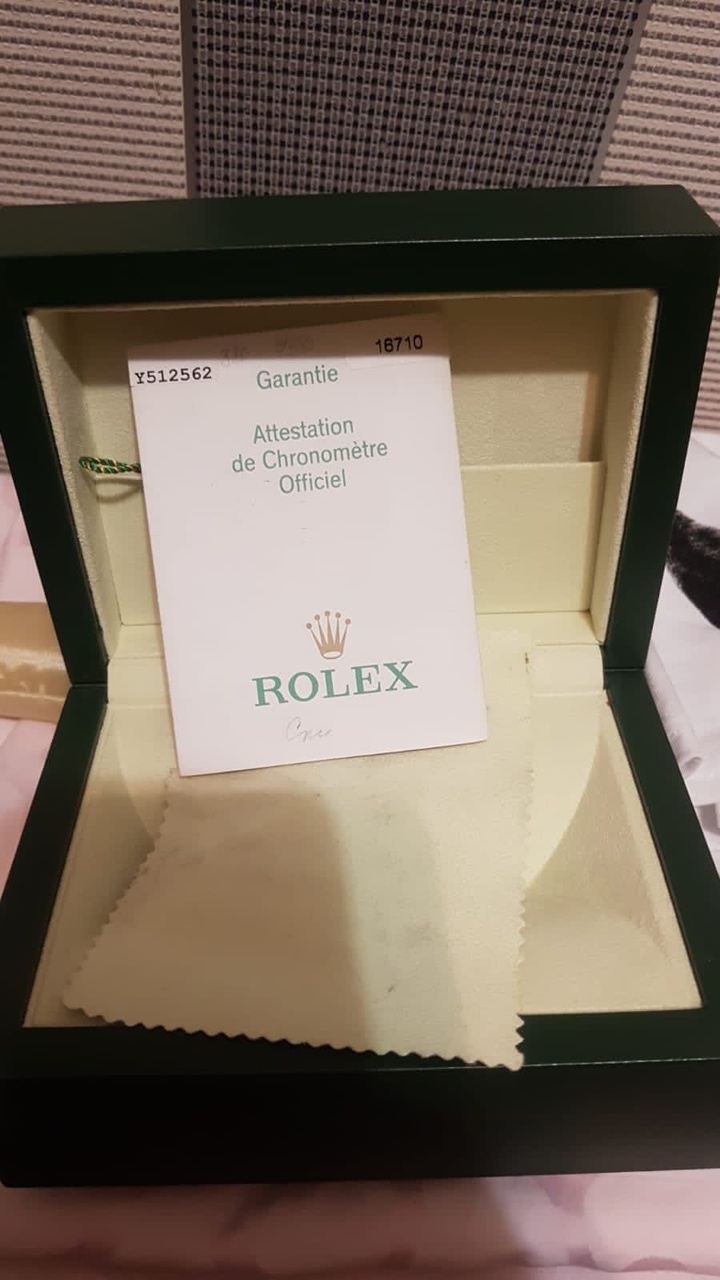 16710
Y512562
Garantie
Attestation
de Chronomètre
Officiel
ROLEX